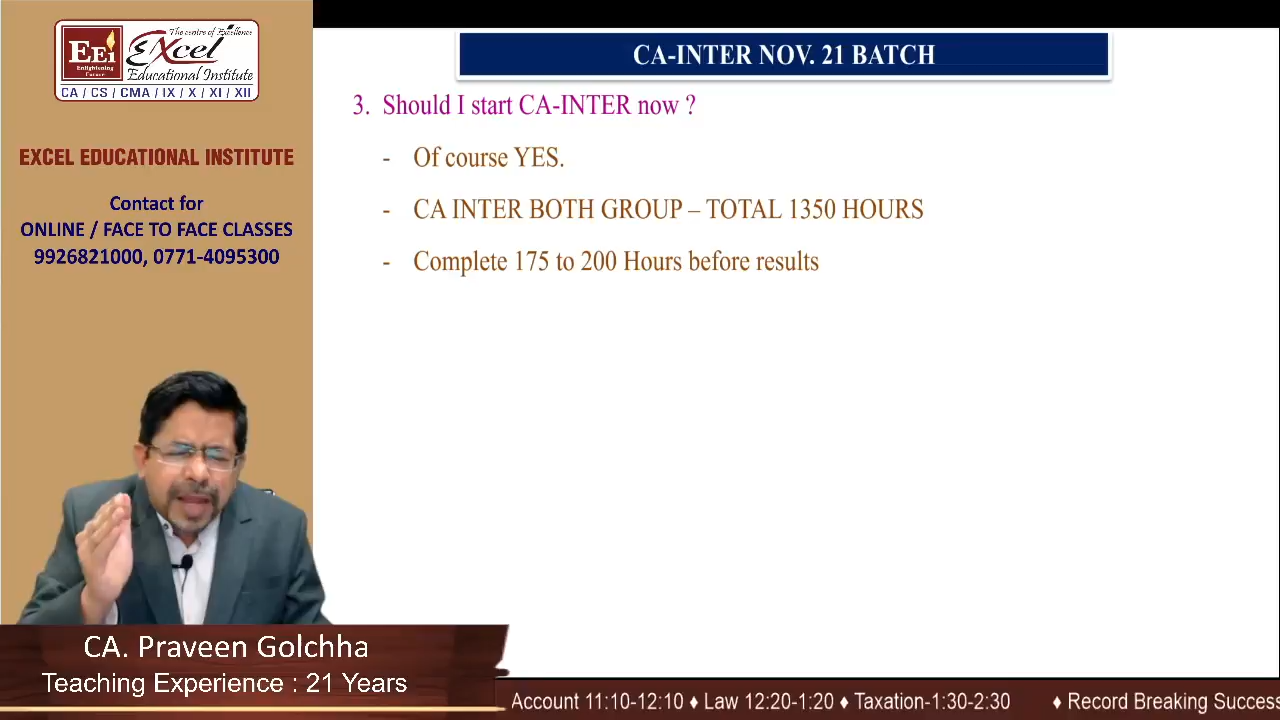 The centre of Excellence
EEi
Enlightening
Career
Excel
Educational Institute
CA / CS / CMA / IX / X / XI / XII
EXCEL EDUCATIONAL INSTITUTE
Contact for
ONLINE / FACE TO FACE CLASSES
9926821000, 0771-4095300
CA-INTER NOV. 21 BATCH
3. Should I start CA-INTER now ?
- Of course YES.
- CA INTER BOTH GROUP – TOTAL 1350 HOURS
- Complete 175 to 200 Hours before results
CA. Praveen Golchha
Teaching Experience : 21 Years
Account 11:10-12:10 ♦ Law 12:20-1:20 ♦ Taxation-1:30-2:30 ♦ Record Breaking Success